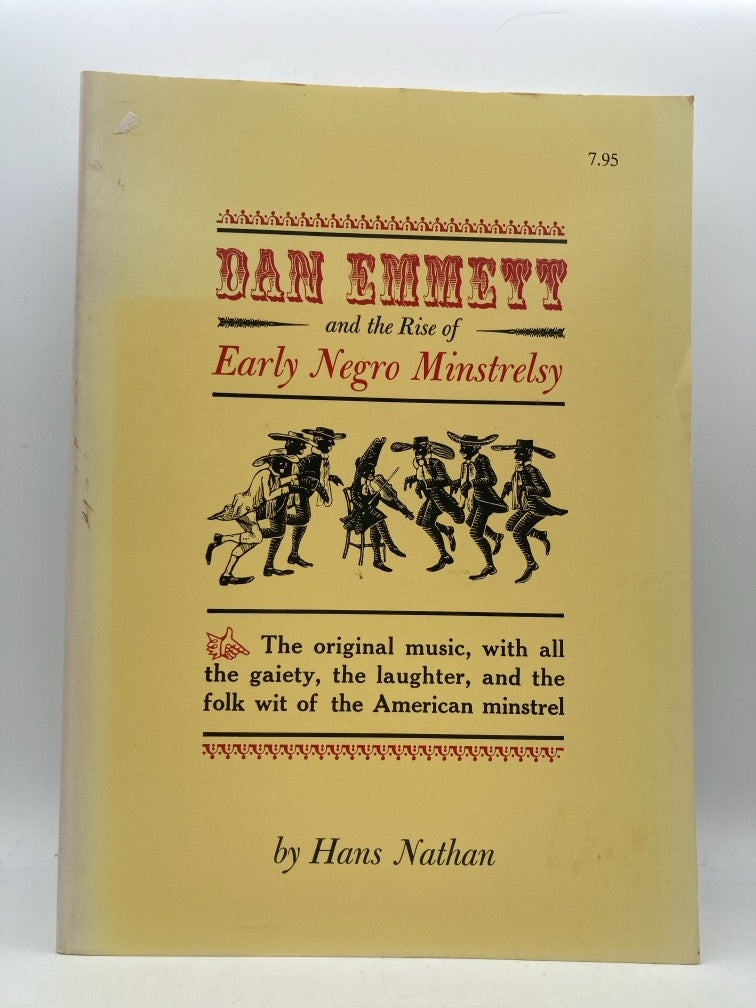 7.95
DAN EMMETT
and the Rise of
Early Negro Minstrelsy
The original music, with all
the gaiety, the laughter, and the
folk wit of the American minstrel
by Hans Nathan